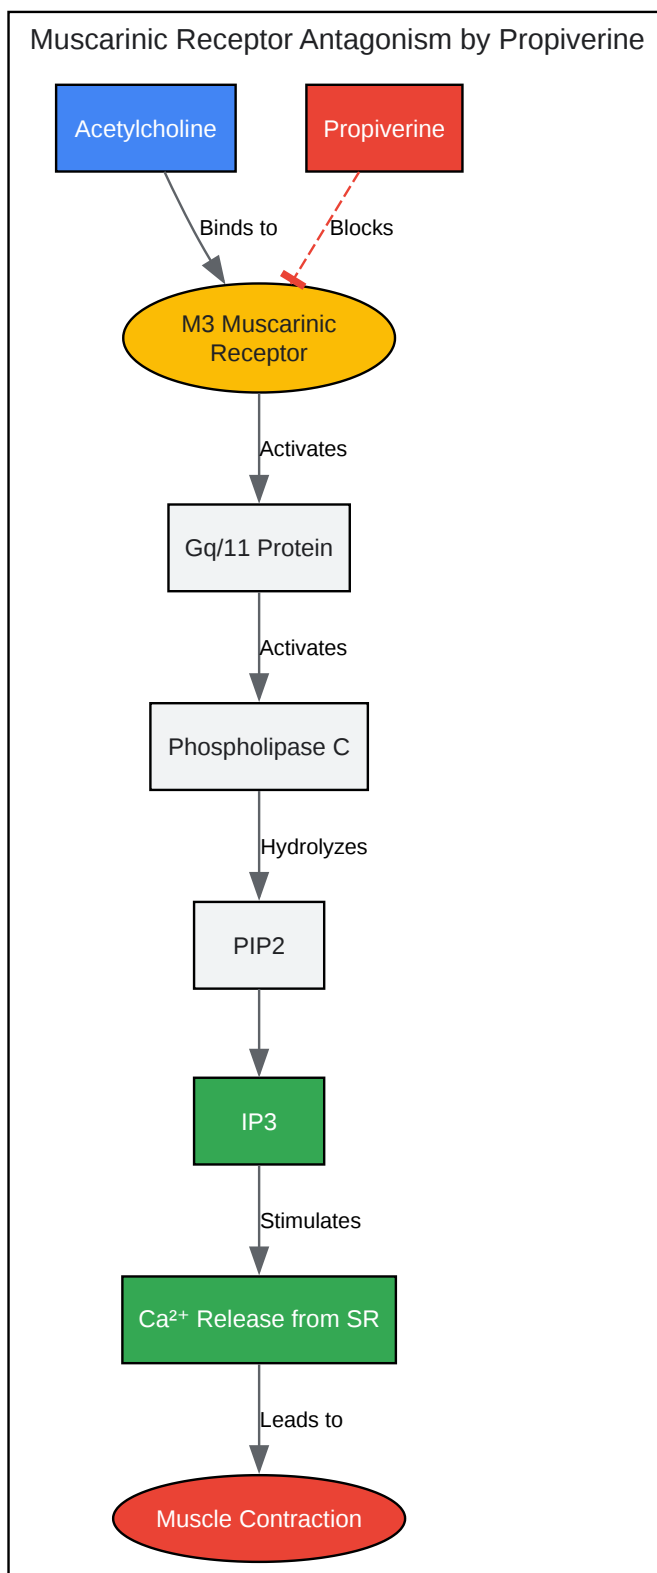 Muscarinic Receptor Antagonism by Propiverine
Acetylcholine
Propiverine
Binds to
Blocks
M3 Muscarinic
Receptor
Activates
Gq/11 Protein
Activates
Phospholipase C
Hydrolyzes
PIP2
IP3
Stimulates
Ca²⁺ Release from SR
Leads to
Muscle Contraction